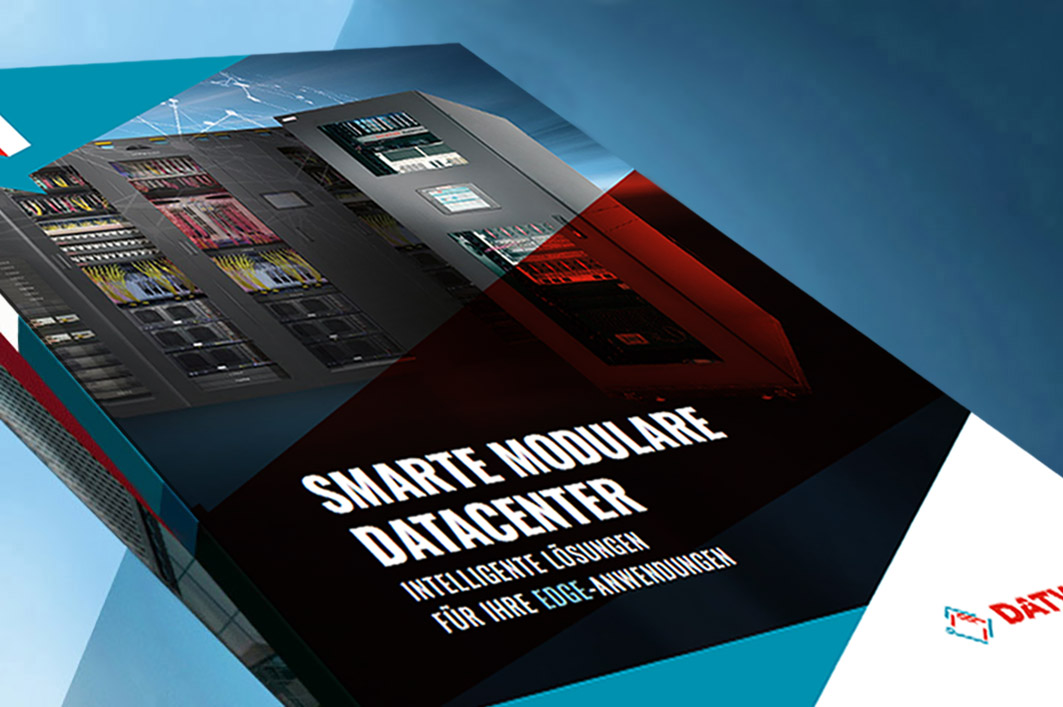 SMARTE MODULARE
DATACENTER
INTELLIGENTE LÖSUNGEN
FÜR IHRE EDGE-ANWENDUNGEN